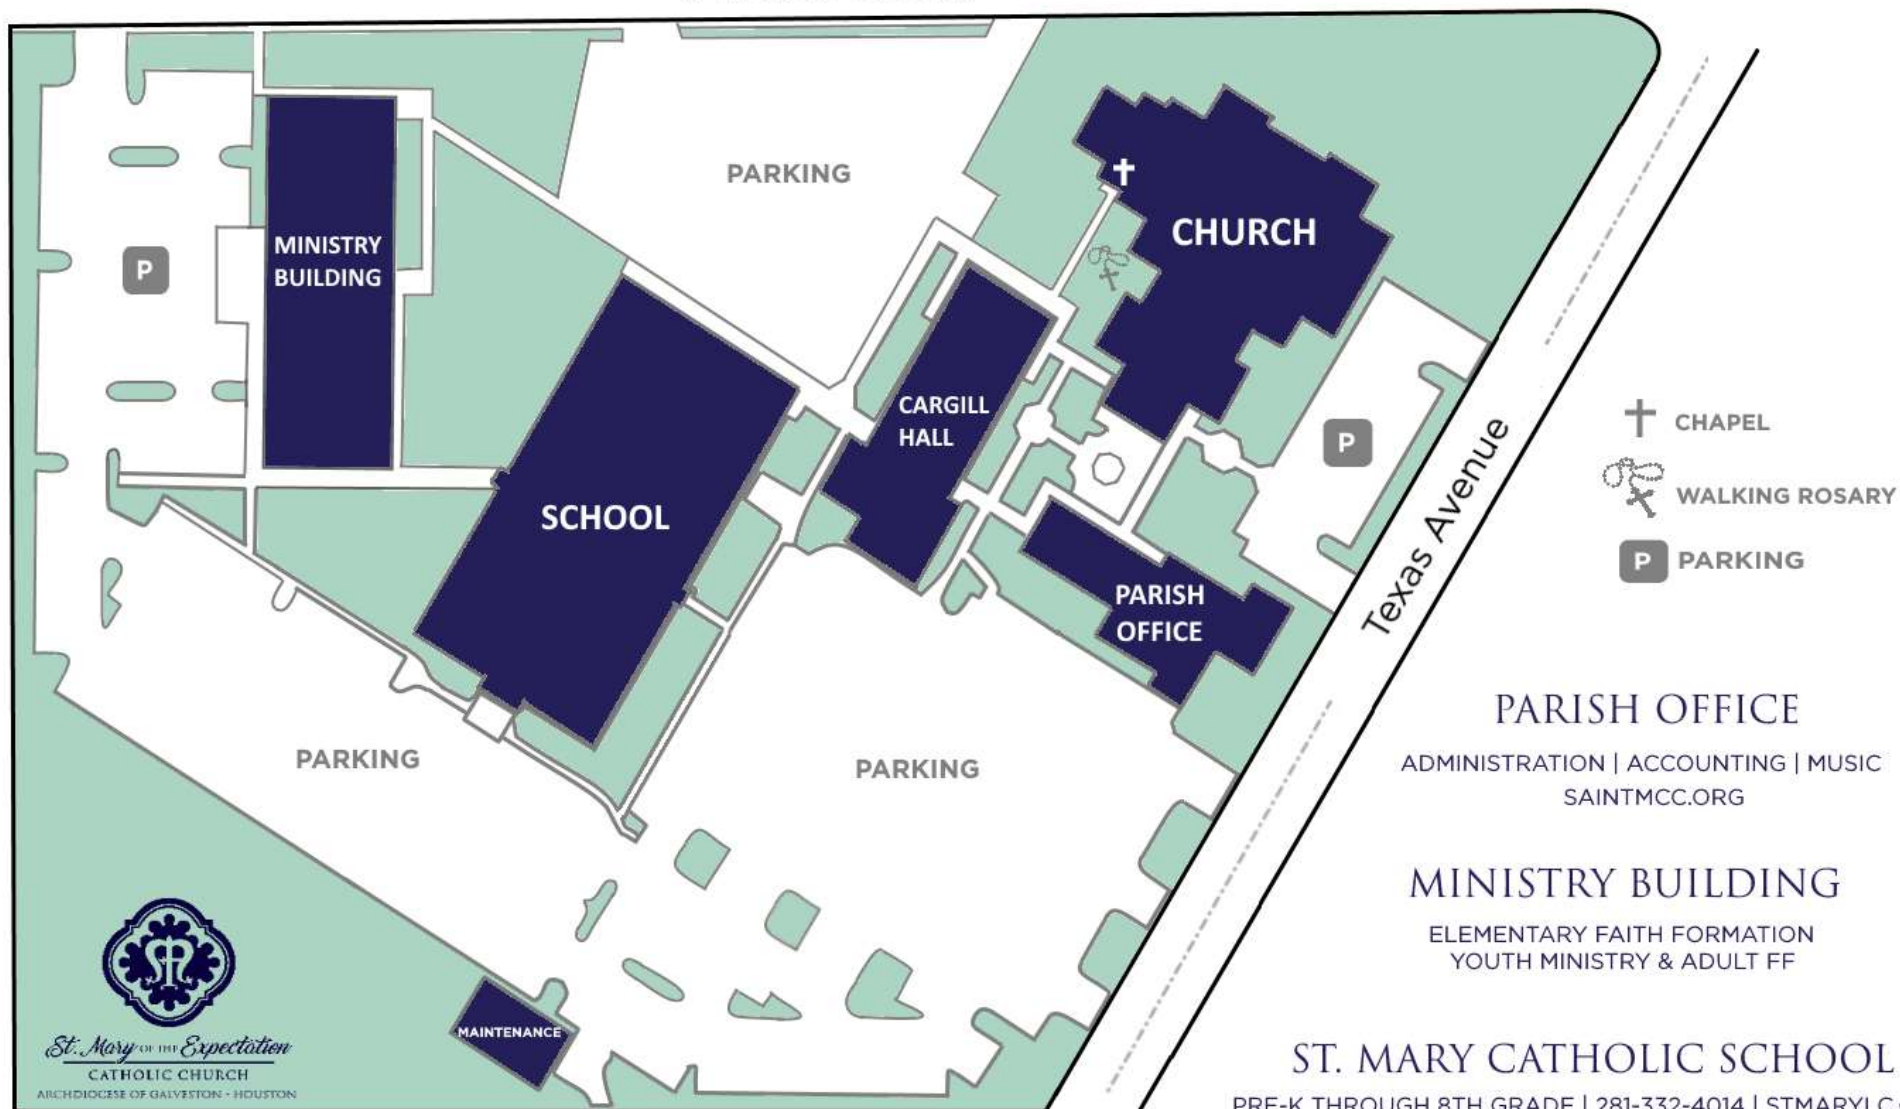 PARKING
CHURCH
MINISTRY
BUILDING
P
CARGILL
HALL
SCHOOL
P
PARISH
OFFICE
PARKING
PARKING
MAINTENANCE
Texas Avenue
CHAPEL
WALKING ROSARY
P PARKING
PARISH OFFICE
ADMINISTRATION | ACCOUNTING | MUSIC
SAINTMCC.ORG
MINISTRY BUILDING
ELEMENTARY FAITH FORMATION
YOUTH MINISTRY & ADULT FF
ST. MARY CATHOLIC SCHOOL
PRE-K THROUGH 8TH GRADE | 281-332-4014 | STMARYLC
St. Mary OF THE Expectation
CATHOLIC CHURCH
ARCHDIOCESE OF GALVESTON - HOUSTON